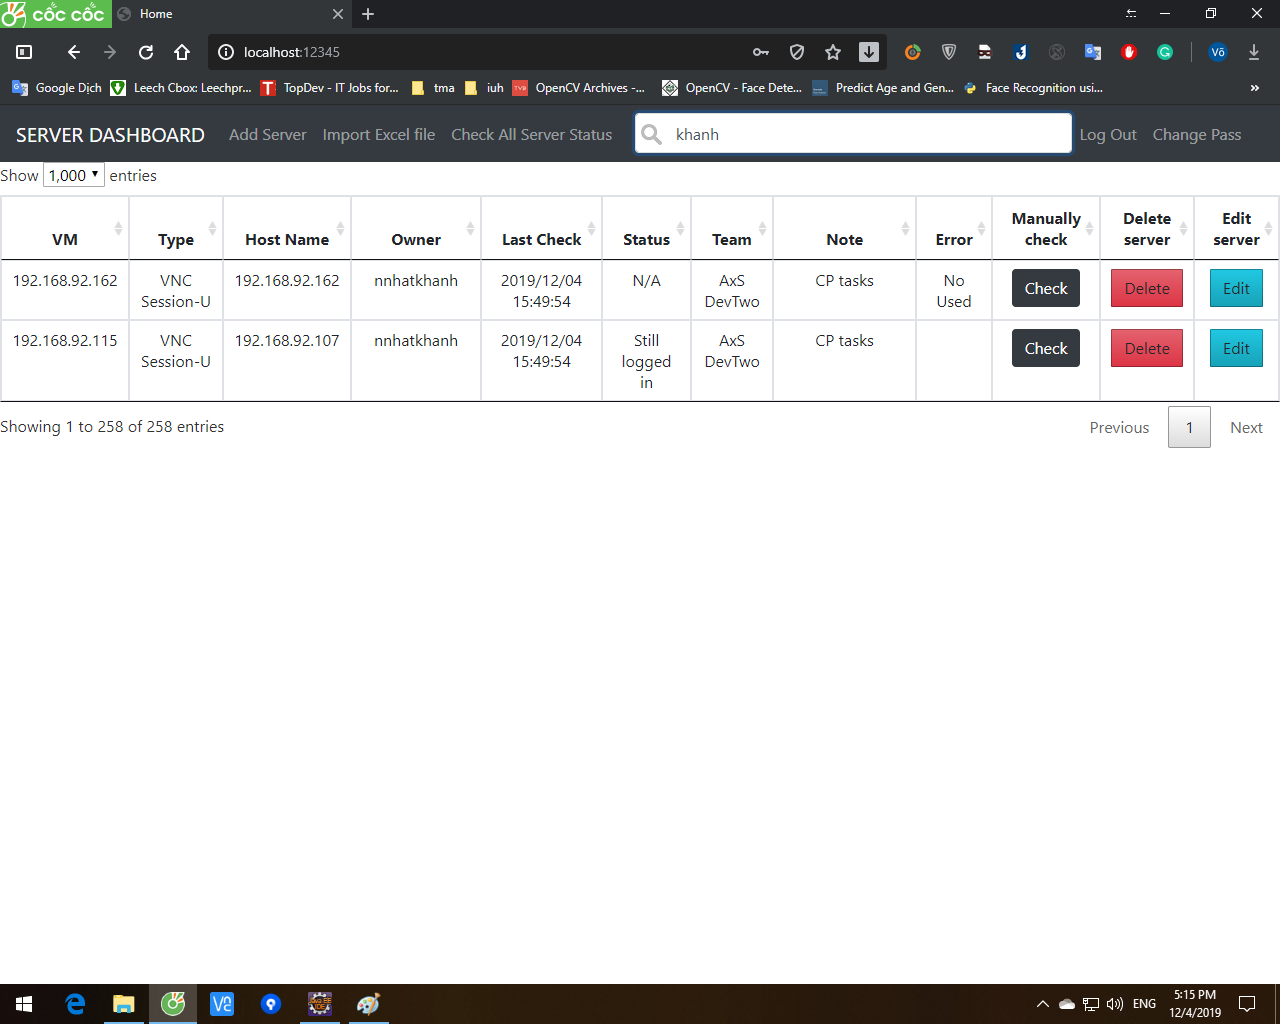 cốc cốc Home
localhost:12345 Võ
Google Dịch Leech Cbox: Leechpr... TopDev - IT Jobs for... tma iuh OpenCV Archives -... OpenCV - Face Dete... Predict Age and Gen... Face Recognition usi... »
SERVER DASHBOARD Add Server Import Excel file Check All Server Status khanh Log Out Change Pass
Show 1,000 entries
VM Type Host Name Owner Last Check Status Team Note Error Manually check Delete server Edit server
192.168.92.162 VNC Session-U 192.168.92.162 nnhatkhanh 2019/12/04 15:49:54 N/A AxS DevTwo CP tasks No Used Check Delete Edit
192.168.92.115 VNC Session-U 192.168.92.107 nnhatkhanh 2019/12/04 15:49:54 Still logged in AxS DevTwo CP tasks Check Delete Edit
Showing 1 to 258 of 258 entries Previous 1 Next
Java EE IDE ENG 5:15 PM
12/4/2019